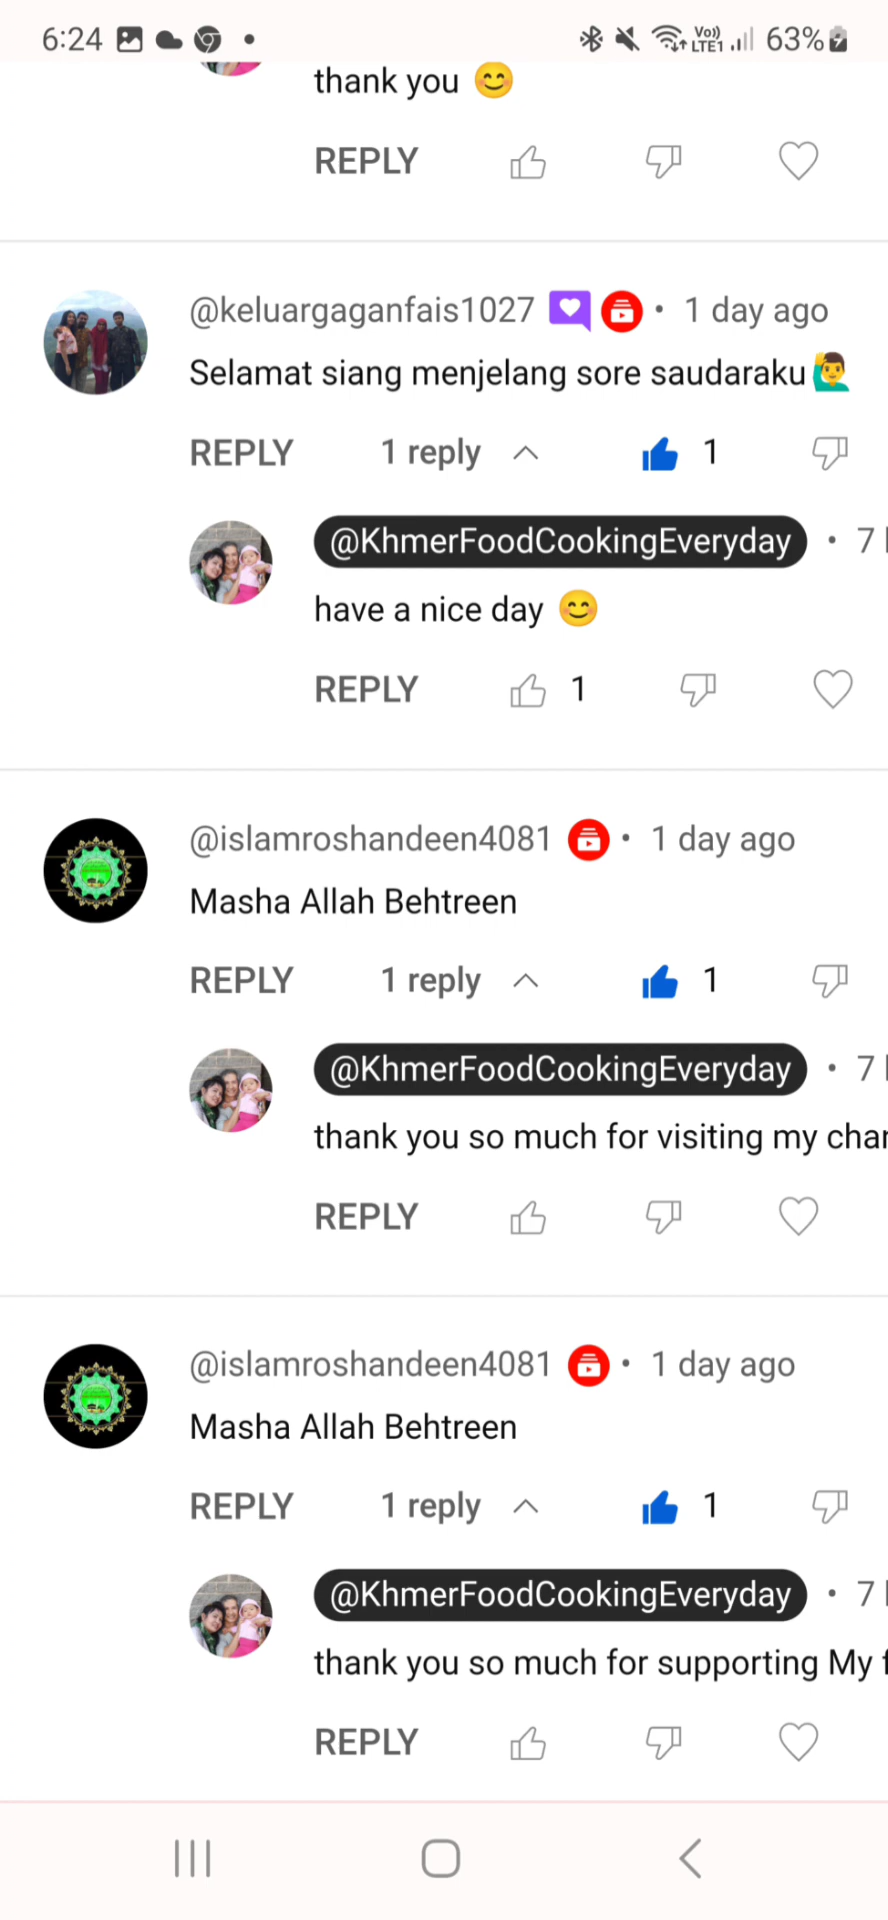 6:24 Vo)) LTE1 63%
thank you 😊
REPLY
@keluargaganfais1027 • 1 day ago
Selamat siang menjelang sore saudaraku🙋‍♂️
REPLY 1 reply 1
@KhmerFoodCookingEveryday • 7
have a nice day 😊
REPLY 1
@islamroshandeen4081 • 1 day ago
Masha Allah Behtreen
REPLY 1 reply 1
@KhmerFoodCookingEveryday • 7
thank you so much for visiting my
REPLY
@islamroshandeen4081 • 1 day ago
Masha Allah Behtreen
REPLY 1 reply 1
@KhmerFoodCookingEveryday • 7
thank you so much for supporting My
REPLY